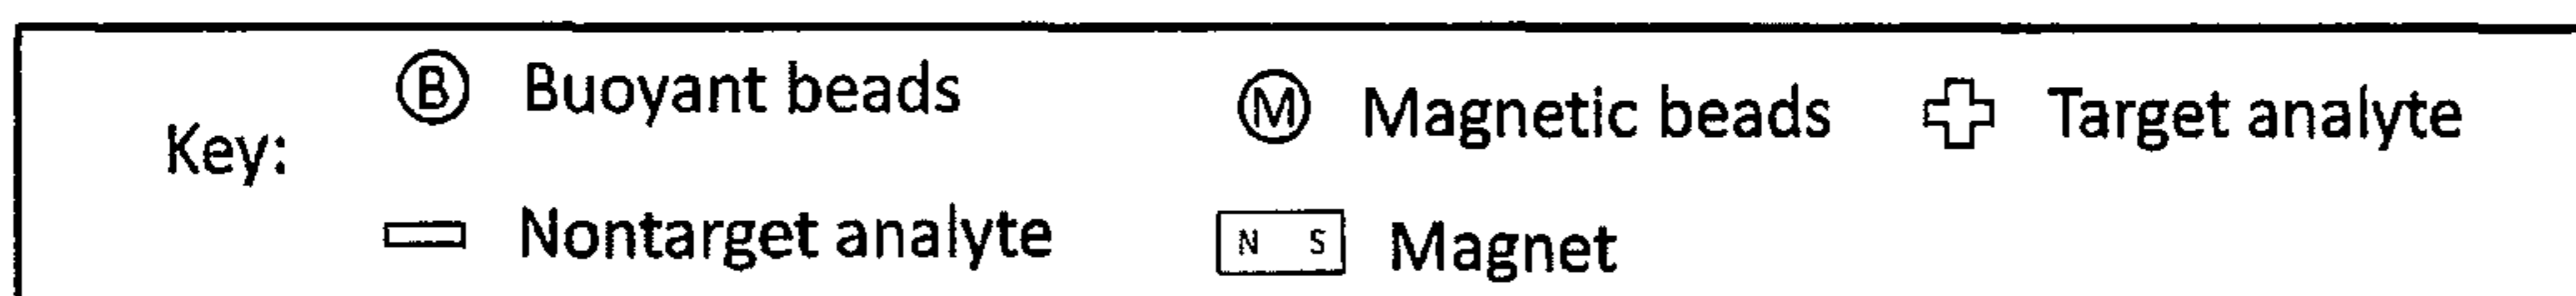 Key:
B Buoyant beads
M Magnetic beads
Target analyte
Nontarget analyte
N S Magnet